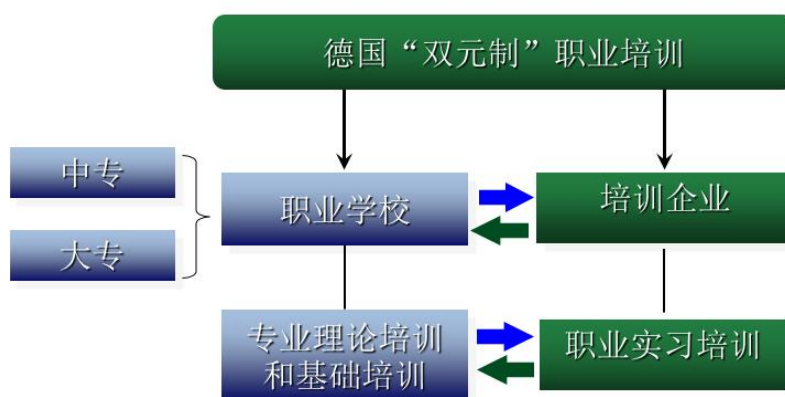 德国“双元制”职业培训
中专
职业学校
培训企业
大专
专业理论培训
和基础培训
职业实习培训